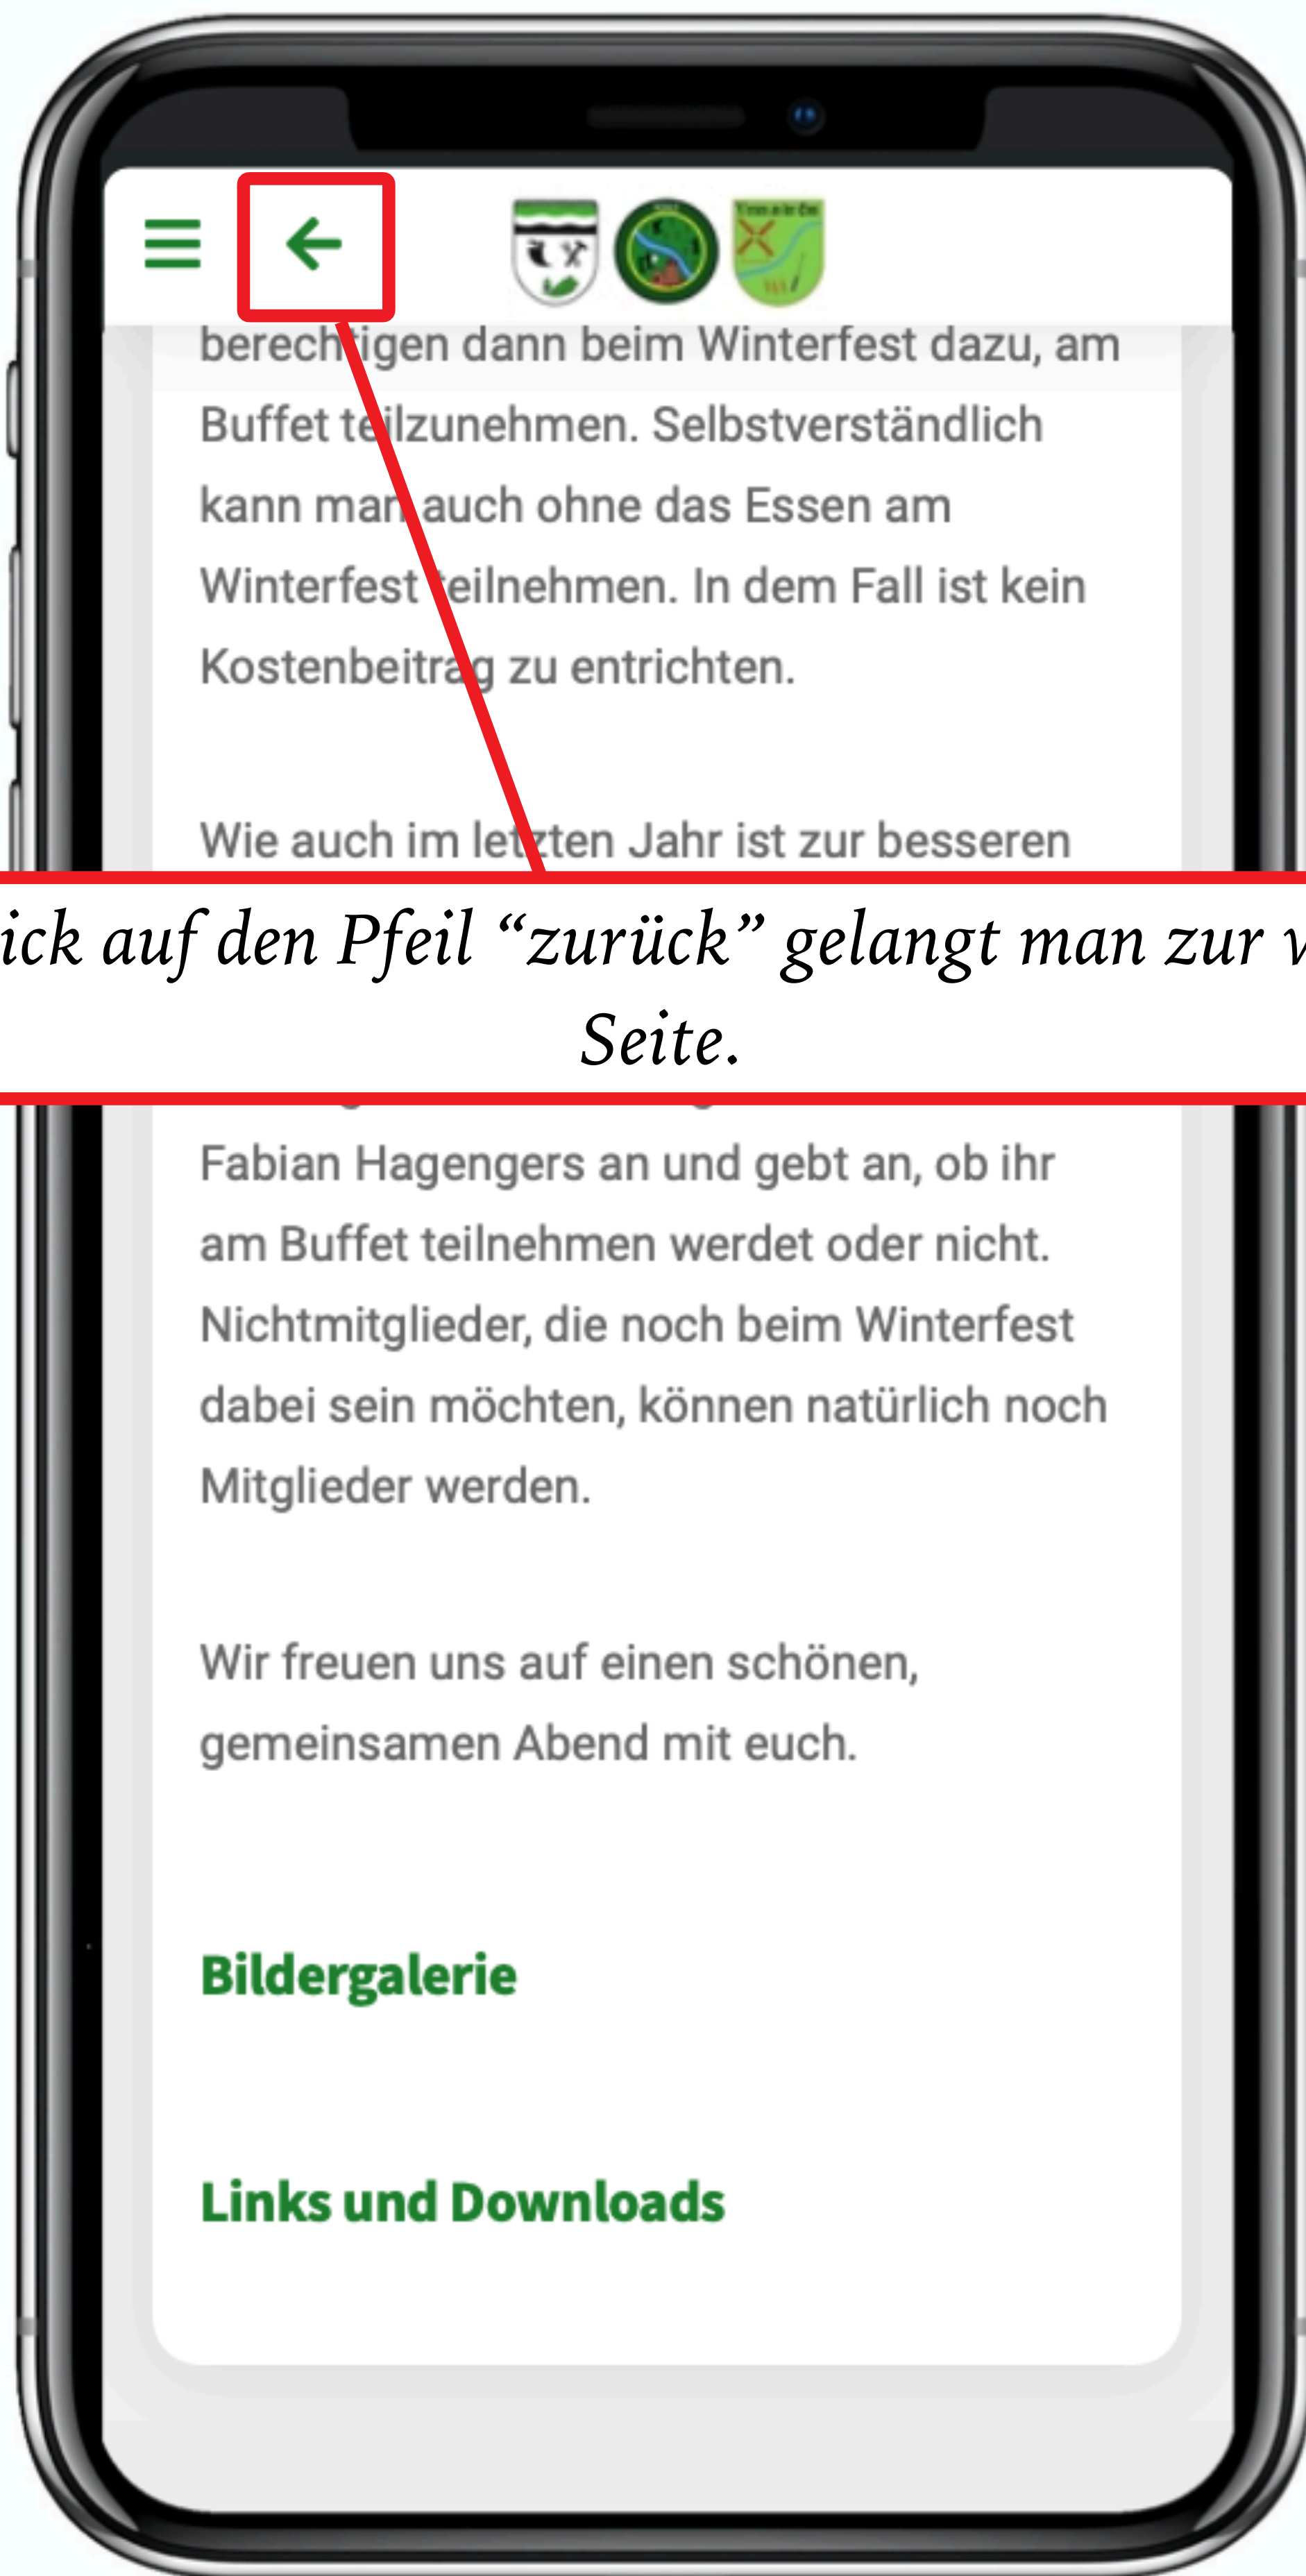 berechtigen dann beim Winterfest dazu, am
Buffet teilzunehmen. Selbstverständlich
kann man auch ohne das Essen am
Winterfest teilnehmen. In dem Fall ist kein
Kostenbeitrag zu entrichten.
Wie auch im letzten Jahr ist zur besseren
ick auf den Pfeil “zurück” gelangt man zur
Seite.
Fabian Hagengers an und gebt an, ob ihr
am Buffet teilnehmen werdet oder nicht.
Nichtmitglieder, die noch beim Winterfest
dabei sein möchten, können natürlich noch
Mitglieder werden.
Wir freuen uns auf einen schönen,
gemeinsamen Abend mit euch.
Bildergalerie
Links und Downloads